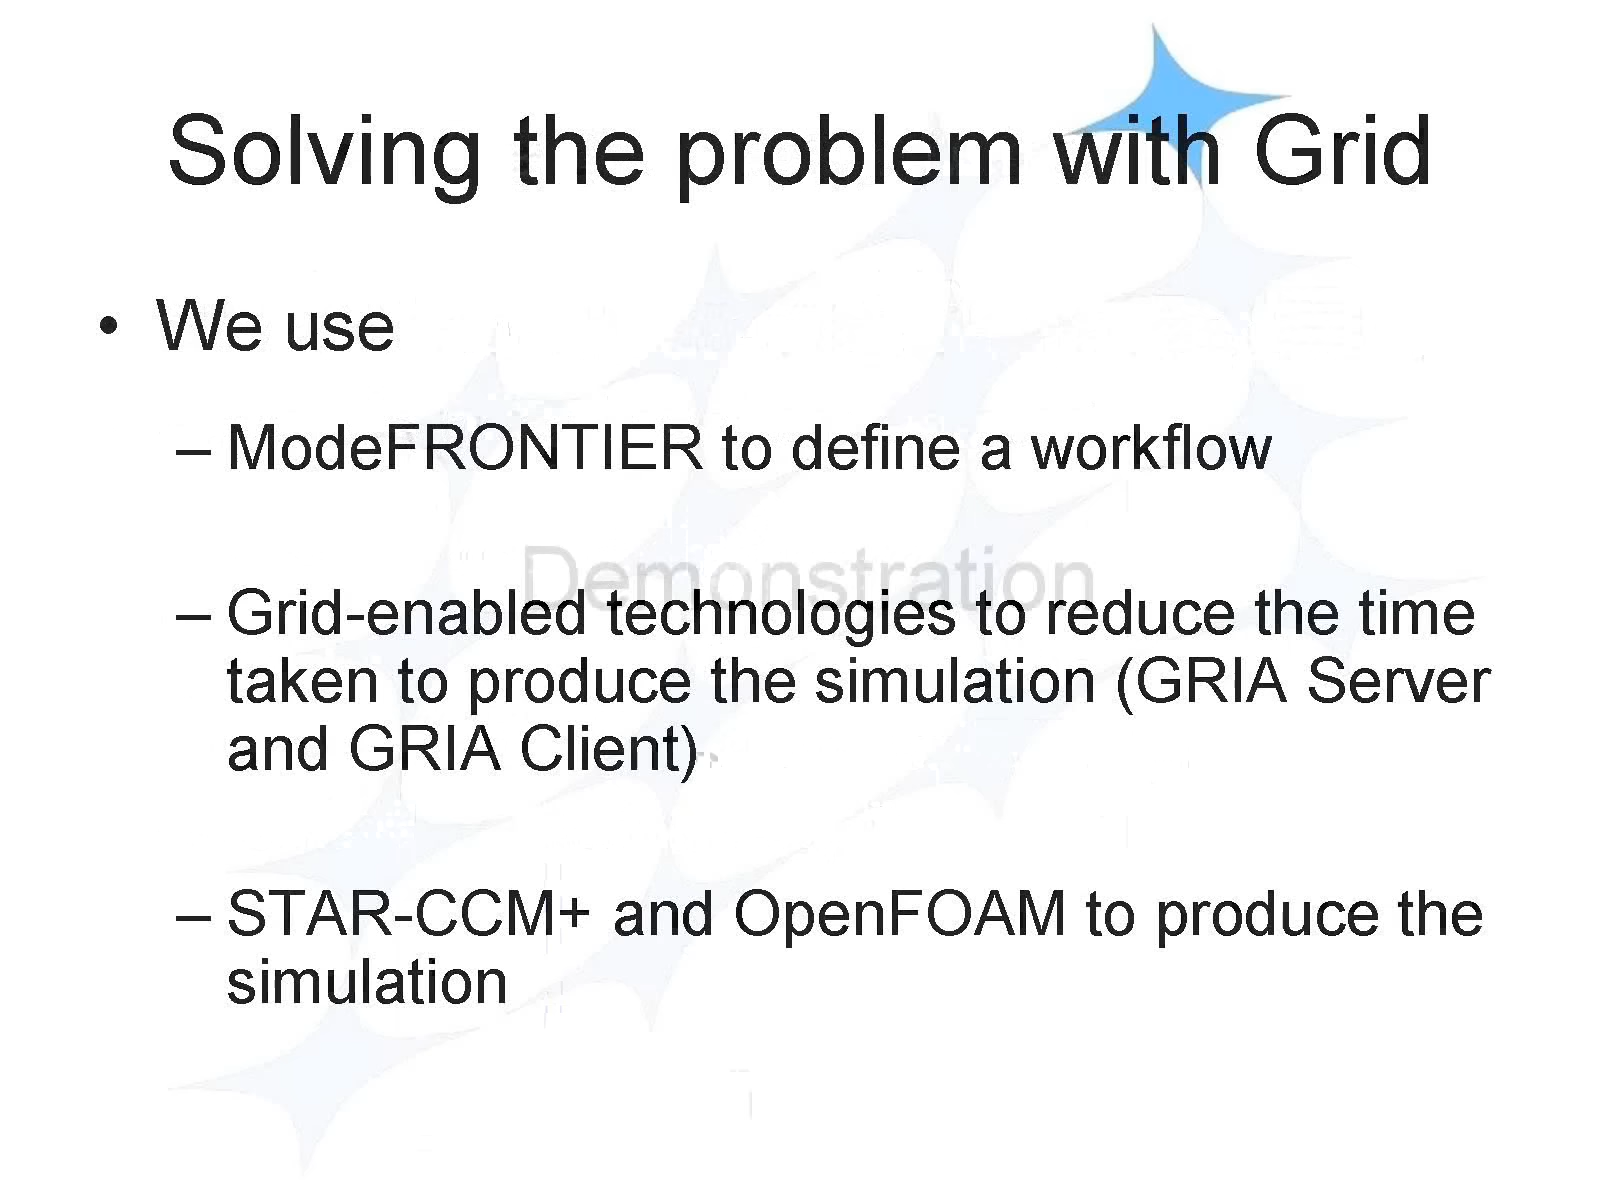 Solving the problem with Grid
• We use
– ModeFRONTIER to define a workflow
Demonstration
– Grid-enabled technologies to reduce the time
taken to produce the simulation (GRIA Server
and GRIA Client)
– STAR-CCM+ and OpenFOAM to produce the
simulation